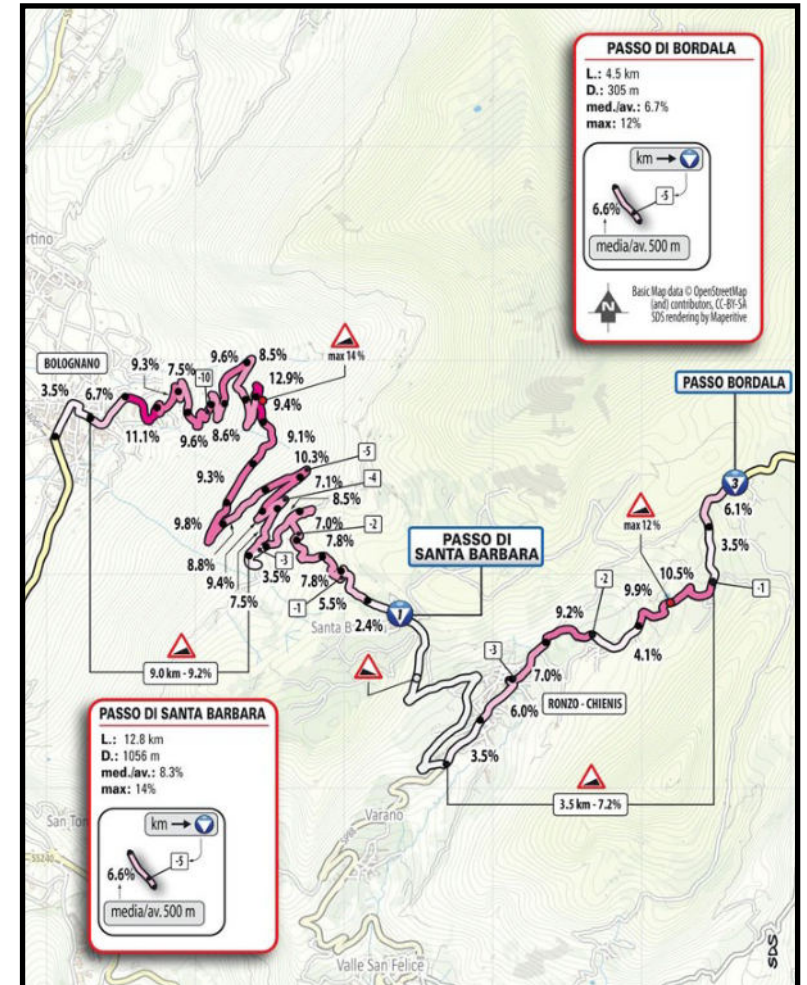 PASSO DI BORDALA
L.: 4.5 km
D.: 305 m
med./av.: 6.7%
max: 12%
km →
-5
6.6%
media/av. 500 m
N
Basic Map data © OpenStreetMap
(and) contributors, CC-BY-SA
SDS rendering by Maperitive
rtino
BOLOGNANO
3.5%
6.7%
9.3%
7.5%
-10
9.6%
8.5%
max 14 %
12.9%
9.4%
11.1%
9.6%
8.6%
9.1%
PASSO BORDALA
3
6.1%
3.5%
-1
10.3%
-5
9.3%
7.1%
-4
8.5%
9.8%
7.0%
-2
7.8%
8.8%
9.4%
-3
3.5%
7.5%
7.8%
-1
5.5%
PASSO DI
SANTA BARBARA
1
2.4%
Santa B
max 12 %
10.5%
9.9%
-2
9.2%
4.1%
-3
7.0%
6.0%
RONZO - CHIENIS
3.5%
9.0 km - 9.2%
3.5 km - 7.2%
PASSO DI SANTA BARBARA
L.: 12.8 km
D.: 1056 m
med./av.: 8.3%
max: 14%
km →
-5
6.6%
media/av. 500 m
San Ton
SS240
Varano
SP88
Valle San Felice
SDS